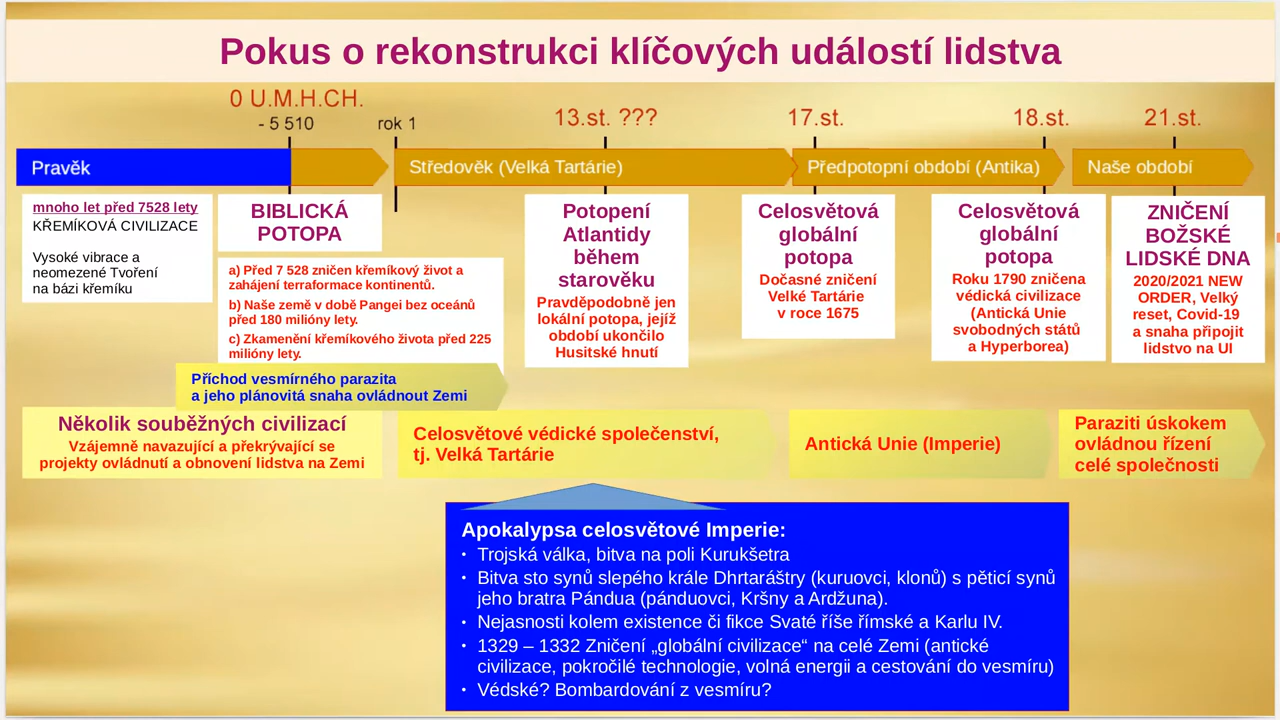 Pokus o rekonstrukci klíčových událostí lidstva
0 U.M.H.CH.
- 5 510
rok 1
13.st. ???
17.st.
18.st.
21.st.
Pravěk
Středověk (Velká Tartárie)
Předpotopní období (Antika)
Naše období
mnoho let před 7528 lety
KŘEMÍKOVÁ CIVILIZACE
Vysoké vibrace a
neomezené Tvoření
na bázi křemíku
BIBLICKÁ
POTOPA
a) Před 7 528 zničen křemíkový život a
zahájení terraformace kontinentů.
b) Naše země v době Pangei bez oceánů
před 180 milióny lety.
c) Zkamenění křemíkového života před 225
milióny lety.
Potopení
Atlantidy
během
starověku
Pravděpodobně jen
lokální potopa, jejíž
období ukončilo
Husitské hnutí
Celosvětová
globální
potopa
Dočasné zničení
Velké Tartárie
v roce 1675
Celosvětová
globální
potopa
Roku 1790 zničena
védická civilizace
(Antická Unie
svobodných států
a Hyperborea)
ZNIČENÍ
BOŽSKÉ
LIDSKÉ DNA
2020/2021 NEW
ORDER, Velký
reset, Covid-19
a snaha připojit
lidstvo na UI
Příchod vesmírného parazita
a jeho plánovitá snaha ovládnout Zemi
Několik souběžných civilizací
Vzájemně navazující a překrývající se
projekty ovládnutí a obnovení lidstva na Zemi
Celosvětové védické společenství,
tj. Velká Tartárie
Antická Unie (Imperie)
Paraziti úskokem
ovládnou řízení
celé společnosti
Apokalypsa celosvětové Imperie:
• Trojská válka, bitva na poli Kurukšetra
• Bitva sto synů slepého krále Dhrtaráštry (kuruovci, klonů) s pěticí synů
jeho bratra Pándua (pánduovci, Kršny a Ardžuna).
• Nejasnosti kolem existence či fikce Svaté říše římské a Karlu IV.
• 1329 – 1332 Zničení „globální civilizace“ na celé Zemi (antické
civilizace, pokročilé technologie, volná energii a cestování do vesmíru)
• Védské? Bombardování z vesmíru?